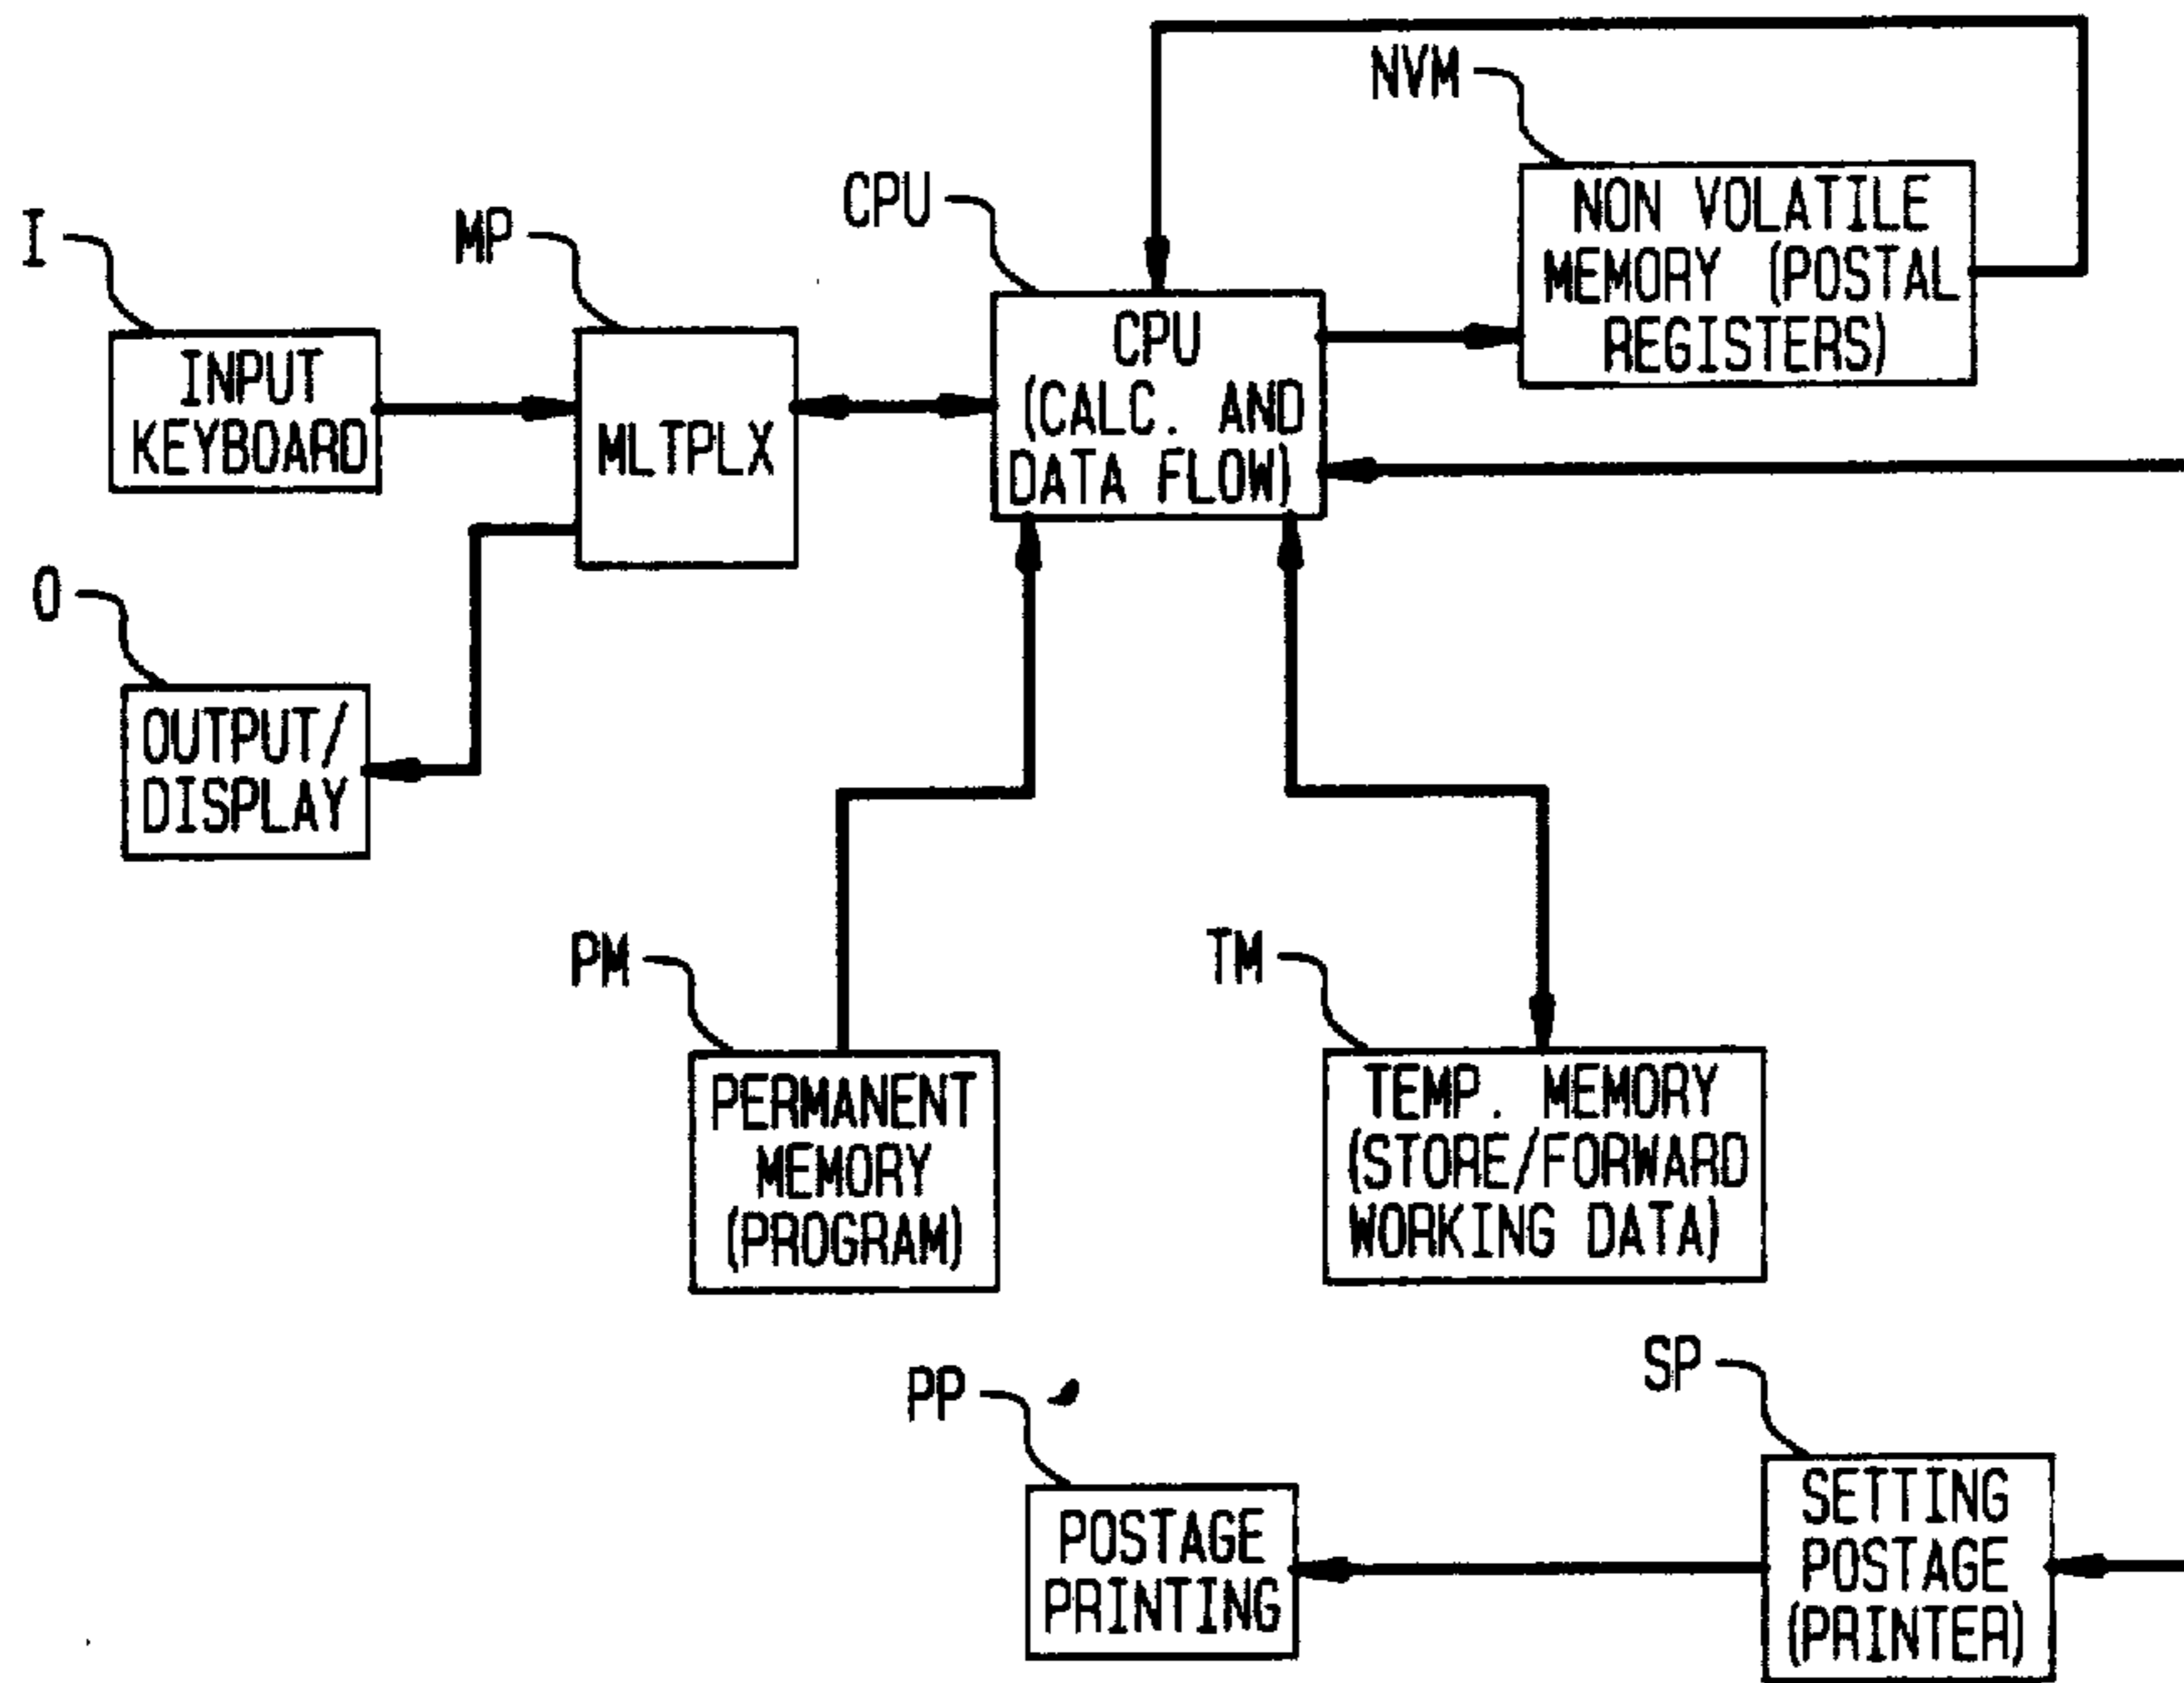 NVM
NON VOLATILE
MEMORY (POSTAL
REGISTERS)
CPU
CPU
(CALC. AND
DATA FLOW)
MP
MLTPLX
I
INPUT
KEYBOARD
O
OUTPUT/
DISPLAY
PM
PERMANENT
MEMORY
(PROGRAM)
TM
TEMP. MEMORY
(STORE/FORWARD
WORKING DATA)
PP
POSTAGE
PRINTING
SP
SETTING
POSTAGE
(PRINTER)